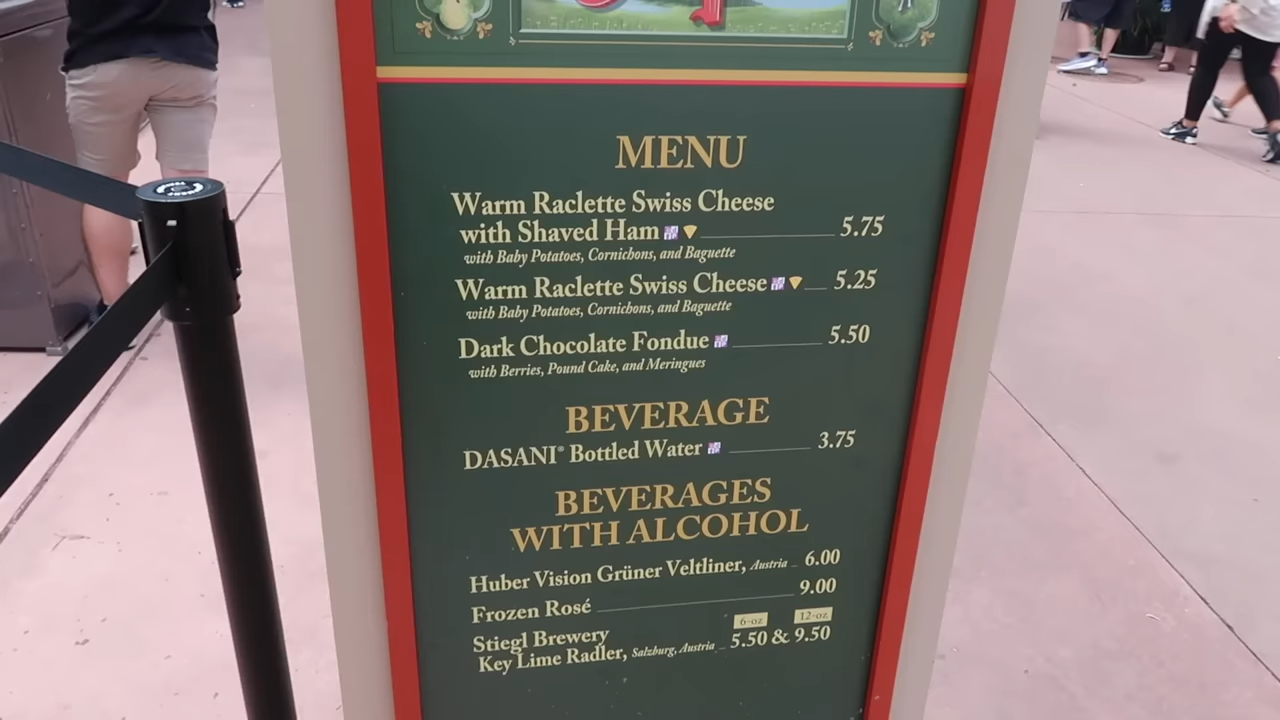 MENU
Warm Raclette Swiss Cheese
with Shaved Ham 5.75
with Baby Potatoes, Cornichons, and Baguette
Warm Raclette Swiss Cheese 5.25
with Baby Potatoes, Cornichons, and Baguette
Dark Chocolate Fondue 5.50
with Berries, Pound Cake, and Meringues
BEVERAGE
DASANI® Bottled Water 3.75
BEVERAGES
WITH ALCOHOL
Huber Vision Grüner Veltliner, Austria 6.00
Frozen Rosé 9.00
6-oz 12-oz
Stiegl Brewery
Key Lime Radler, Salzburg, Austria 5.50 & 9.50